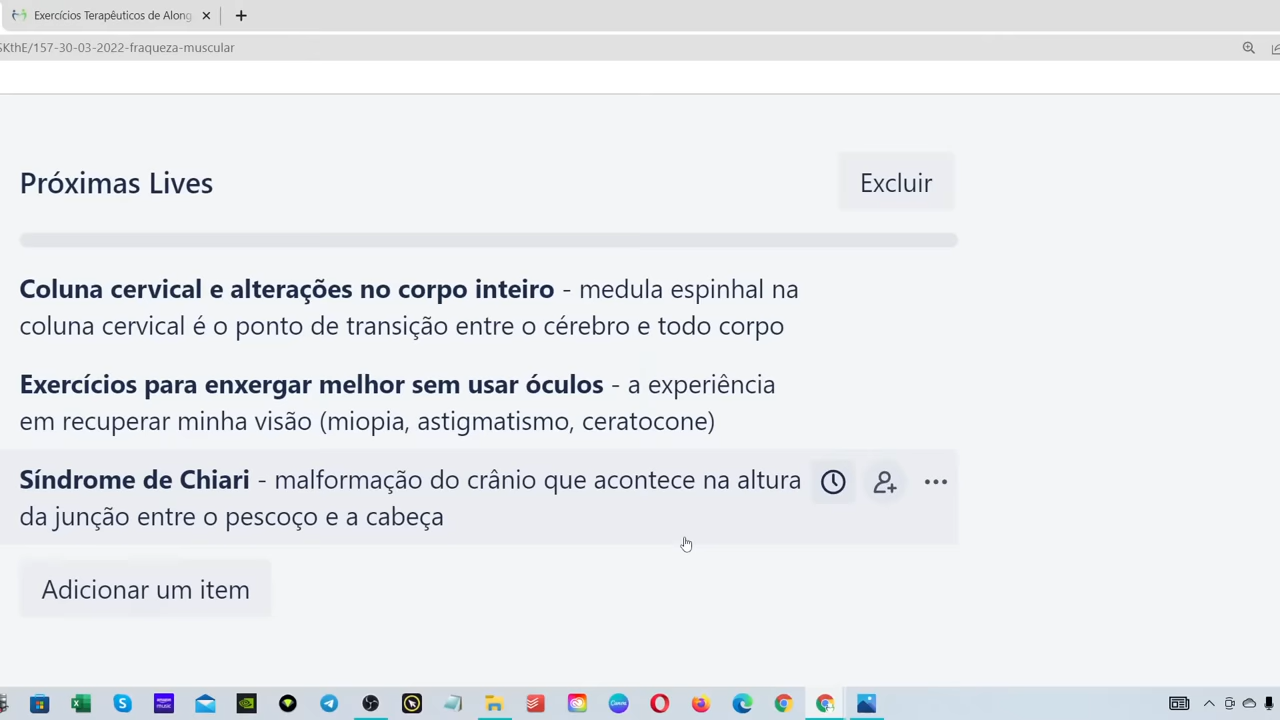 Exercícios Terapêuticos de Along
SKthE/157-30-03-2022-fraqueza-muscular
Próximas Lives
Excluir
Coluna cervical e alterações no corpo inteiro - medula espinhal na
coluna cervical é o ponto de transição entre o cérebro e todo corpo
Exercícios para enxergar melhor sem usar óculos - a experiência
em recuperar minha visão (miopia, astigmatismo, ceratocone)
Síndrome de Chiari - malformação do crânio que acontece na altura
da junção entre o pescoço e a cabeça
Adicionar um item